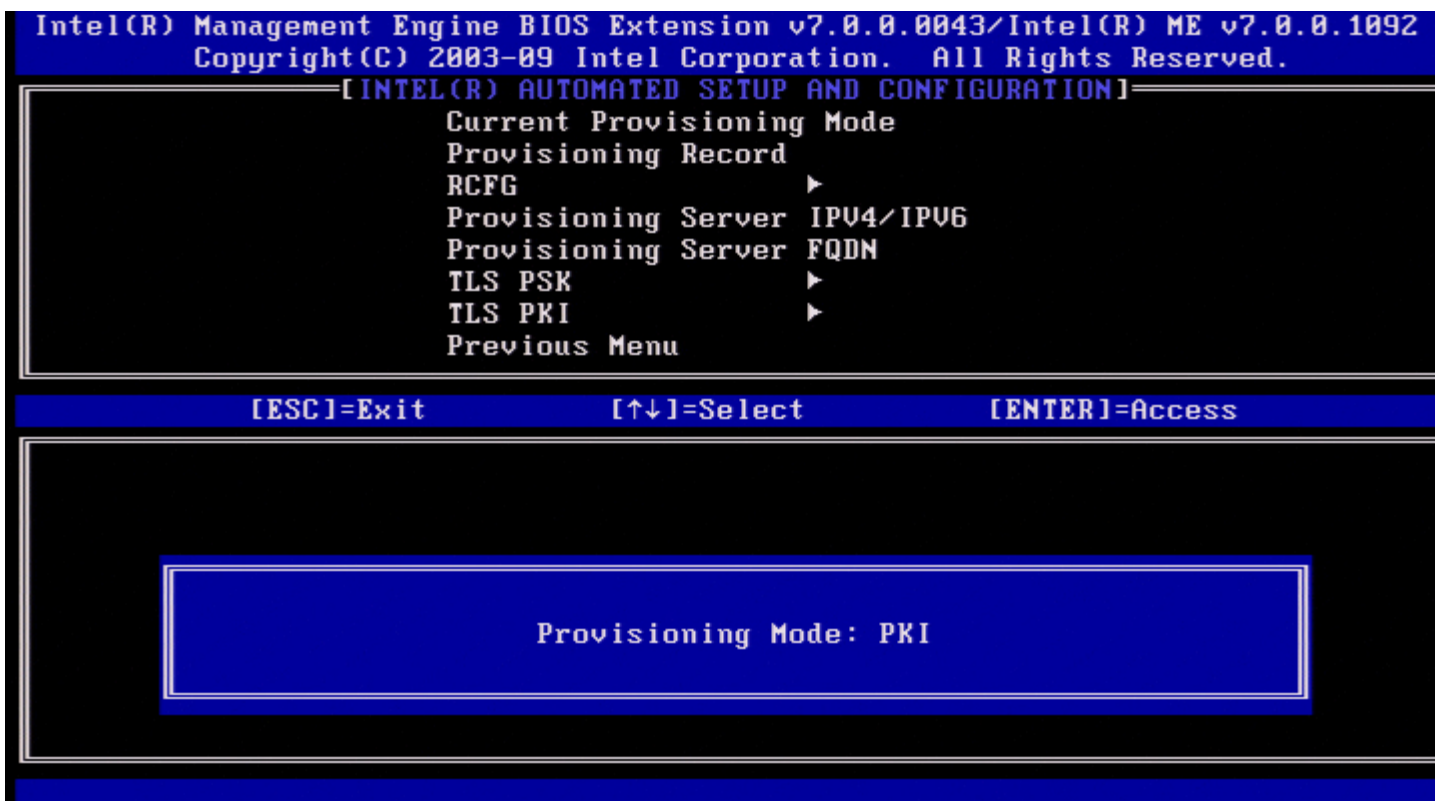 Intel(R) Management Engine BIOS Extension v7.0.0.0043/Intel(R) ME v7.0.0.1092
Copyright(C) 2003-09 Intel Corporation. All Rights Reserved.
[INTEL(R) AUTOMATED SETUP AND CONFIGURATION]
Current Provisioning Mode
Provisioning Record
RCFG ►
Provisioning Server IPV4/IPV6
Provisioning Server FQDN
TLS PSK ►
TLS PKI ►
Previous Menu
[ESC]=Exit [↑↓]=Select [ENTER]=Access
Provisioning Mode: PKI